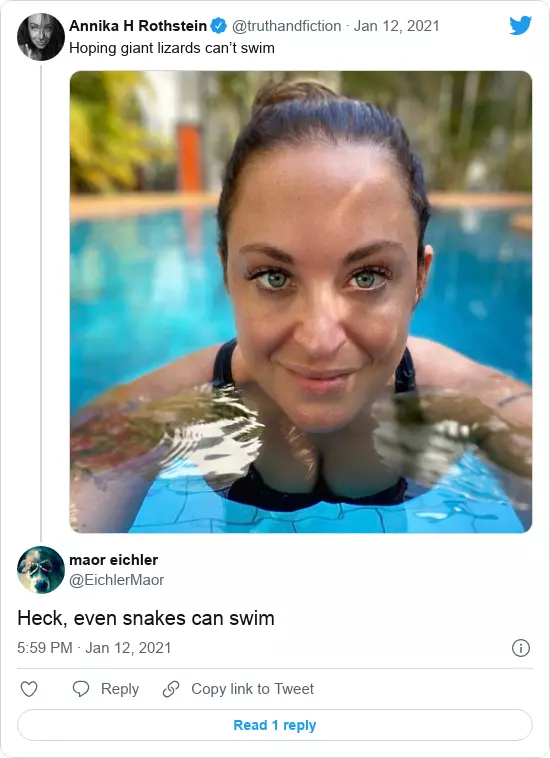 Annika H Rothstein @truthandfiction · Jan 12, 2021
Hoping giant lizards can’t swim
maor eichler
@EichlerMaor
Heck, even snakes can swim
5:59 PM · Jan 12, 2021
Reply Copy link to Tweet
Read 1 reply